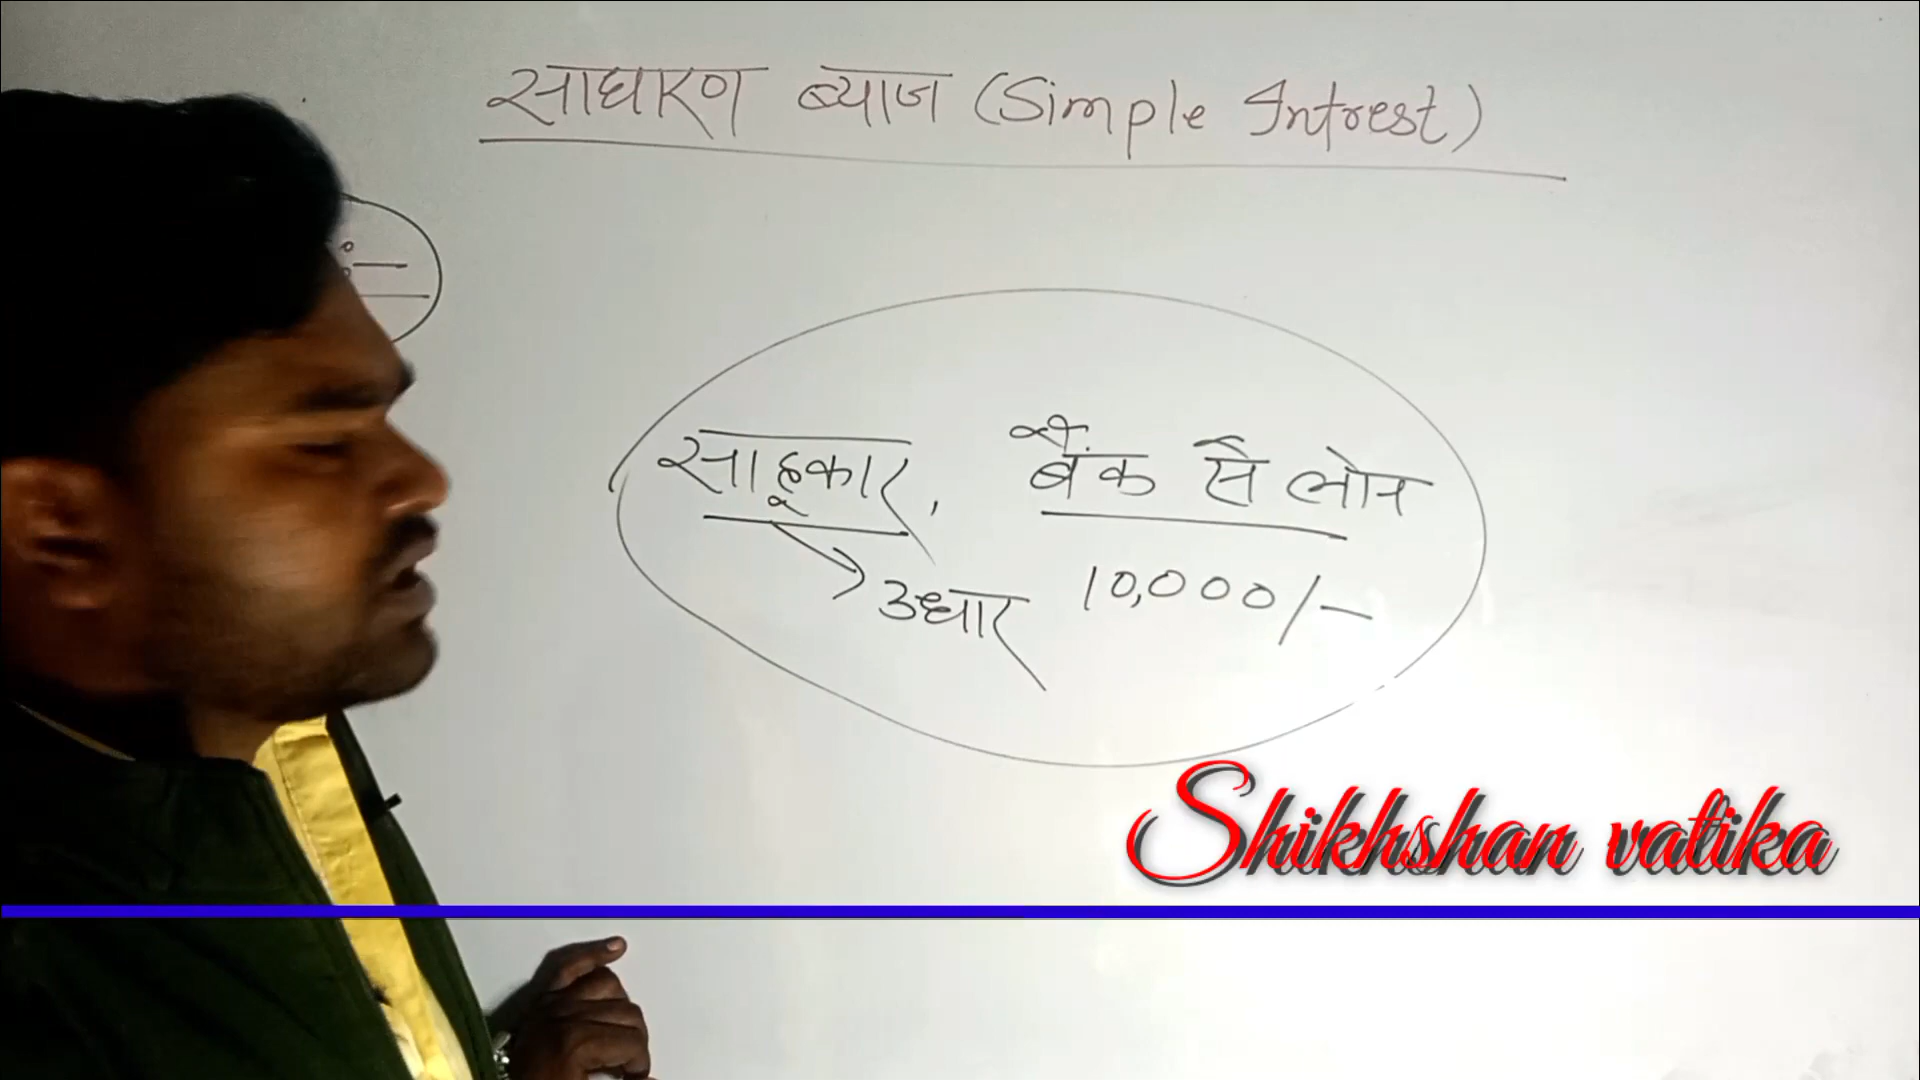 साधारण ब्याज (Simple Intrest)
साहूकार, बैंक से लोन
उधार 10,000/-
Shikhshan vatika